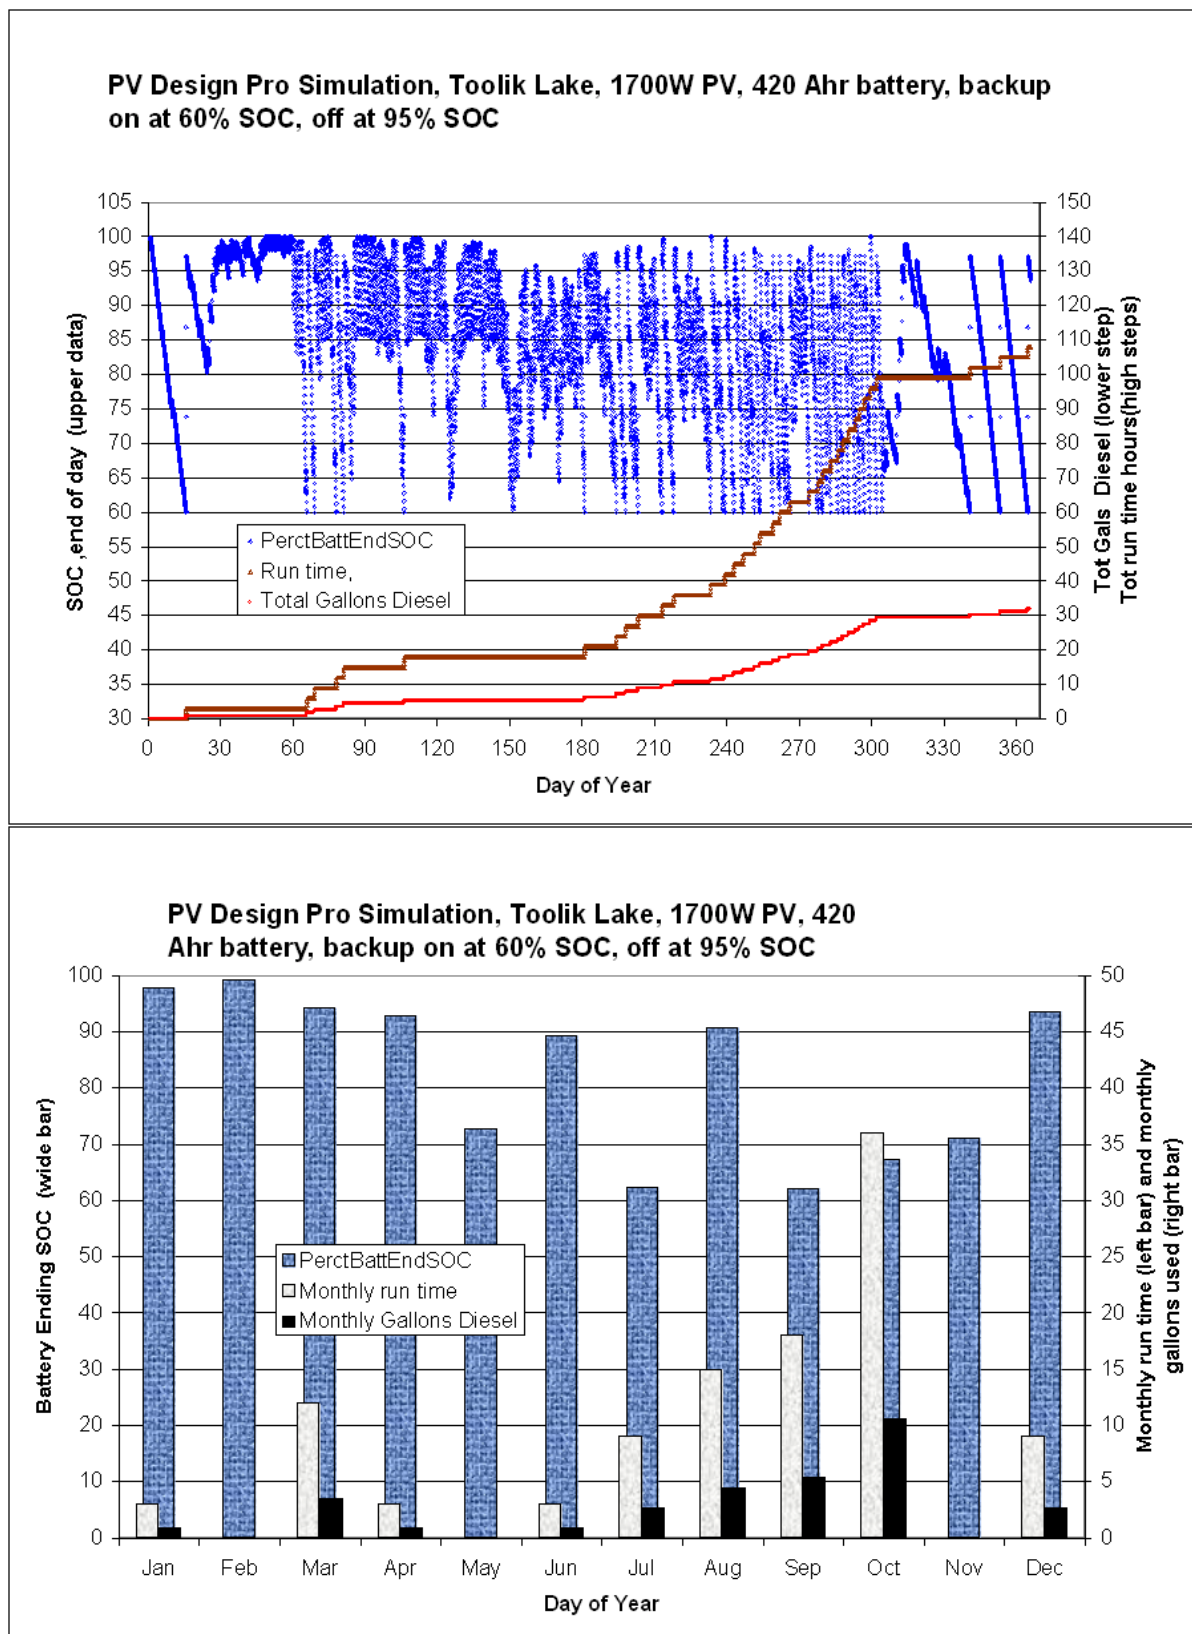 PV Design Pro Simulation, Toolik Lake, 1700W PV, 420 Ahr battery, backup
on at 60% SOC, off at 95% SOC
105
100
95
90
85
80
75
70
65
60
55
50
45
40
35
30
SOC ,end of day (upper data)
150
140
130
120
110
100
90
80
70
60
50
40
30
20
10
0
Tot Gals Diesel (lower step)
Tot run time hours(high steps)
PerctBattEndSOC
Run time,
Total Gallons Diesel
0 30 60 90 120 150 180 210 240 270 300 330 360
Day of Year
PV Design Pro Simulation, Toolik Lake, 1700W PV, 420
Ahr battery, backup on at 60% SOC, off at 95% SOC
100
90
80
70
60
50
40
30
20
10
0
Battery Ending SOC (wide bar)
50
45
40
35
30
25
20
15
10
5
0
Monthly run time (left bar) and monthly
gallons used (right bar)
PerctBattEndSOC
Monthly run time
Monthly Gallons Diesel
Jan Feb Mar Apr May Jun Jul Aug Sep Oct Nov Dec
Day of Year